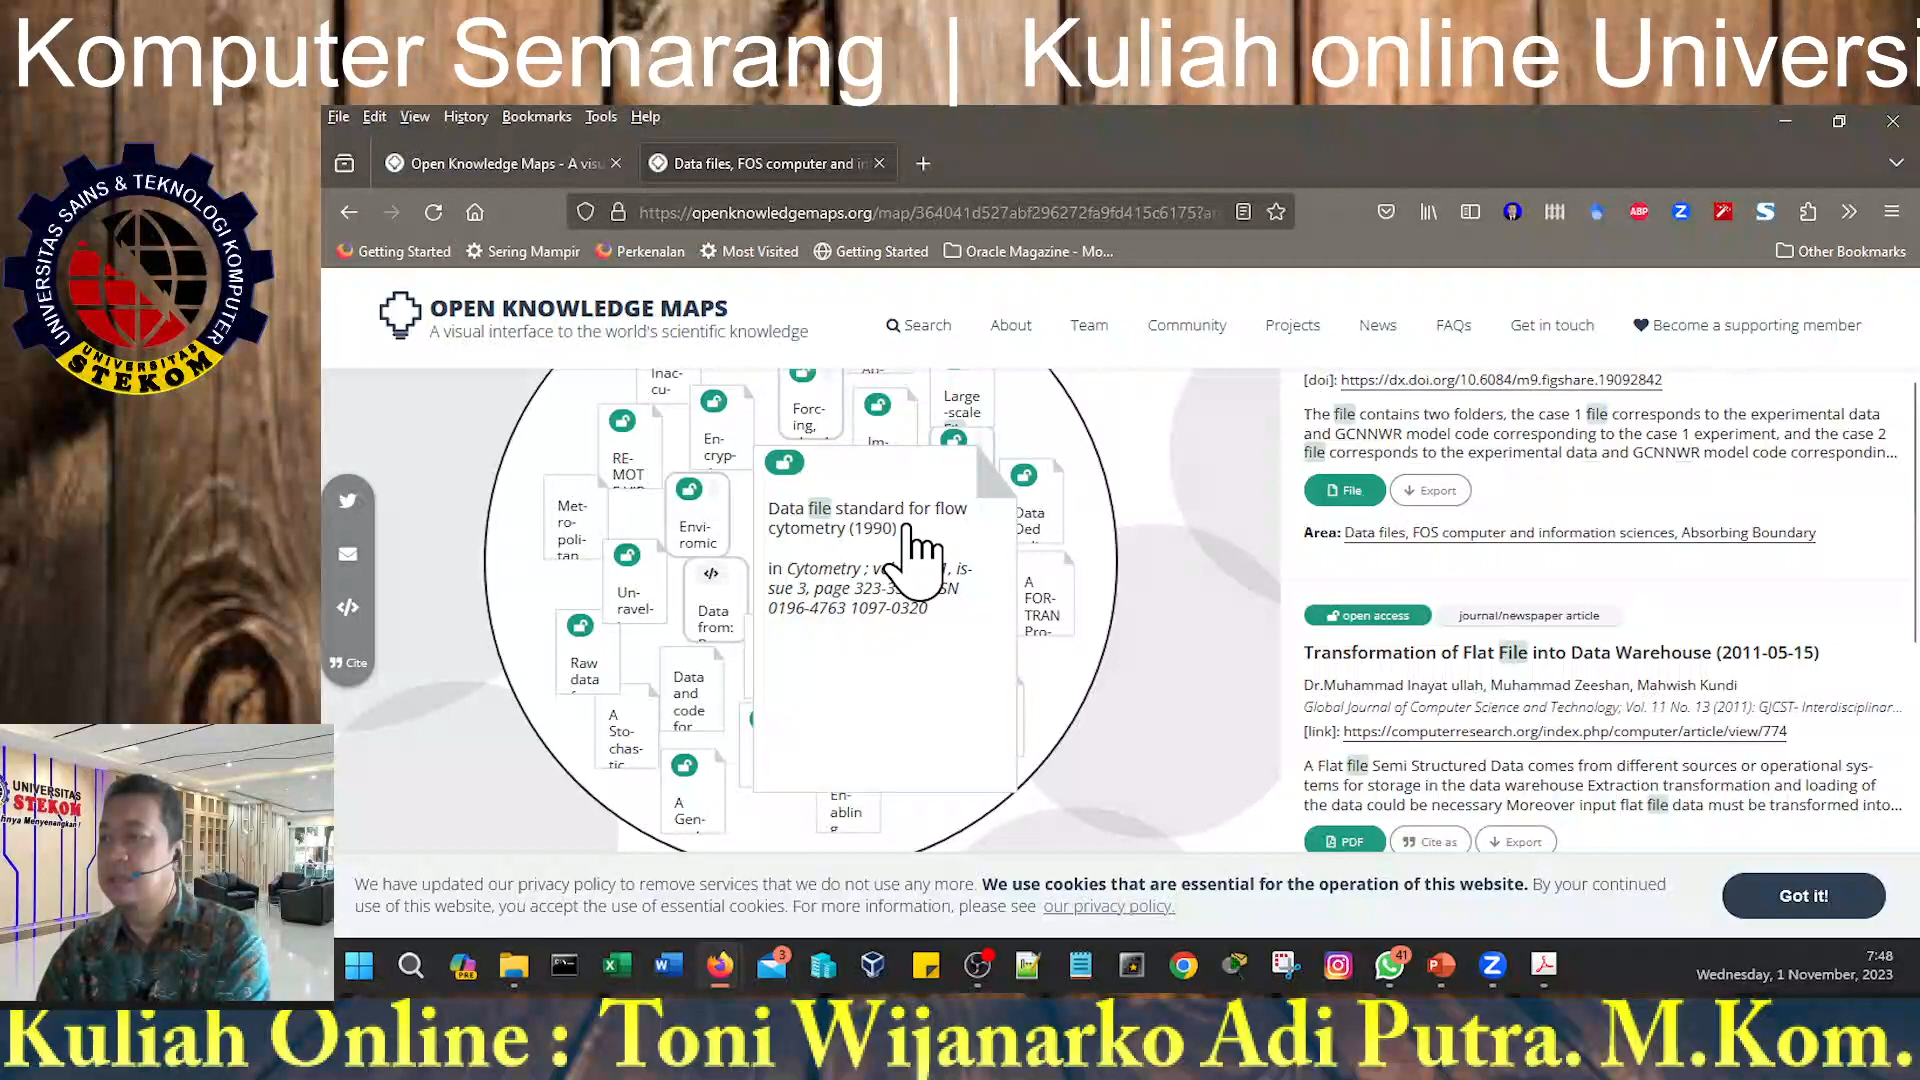 Komputer Semarang | Kuliah online Universi
UNIVERSITAS SAINS & TEKNOLOGI KOMPUTER
UNIVERSITAS
STEKOM
File Edit View History Bookmarks Tools Help
Open Knowledge Maps - A visu
Data files, FOS computer and in
https://openknowledgemaps.org/map/364041d527abf296272fa9fd415c6175?ar
ABP
Getting Started Sering Mampir Perkenalan Most Visited Getting Started Oracle Magazine - Mo... Other Bookmarks
OPEN KNOWLEDGE MAPS
A visual interface to the world's scientific knowledge
Search About Team Community Projects News FAQs Get in touch Become a supporting member
Inac-
cu-
Forc-
ing,
Large
-scale
En-
cryp-
Im-
RE-
MOT
Met-
ro-
poli-
tan
Envi-
romic
Un-
ravel-
</>
Data
from:
Raw
data
Data
and
code
for
A
Sto-
chas-
tic
A
Gen-
Data file standard for flow
cytometry (1990)
in Cytometry ; 
sue 3, page 323-
0196-4763 1097-0320
Data
Ded
A
FOR-
TRAN
Pro-
En-
ablin
g
Cite
[doi]: https://dx.doi.org/10.6084/m9.figshare.19092842
The file contains two folders, the case 1 file corresponds to the experimental data
and GCNNWR model code corresponding to the case 1 experiment, and the case 2
file corresponds to the experimental data and GCNNWR model code correspondin...
File Export
Area: Data files, FOS computer and information sciences, Absorbing Boundary
open access journal/newspaper article
Transformation of Flat File into Data Warehouse (2011-05-15)
Dr.Muhammad Inayat ullah, Muhammad Zeeshan, Mahwish Kundi
Global Journal of Computer Science and Technology; Vol. 11 No. 13 (2011): GJCST- Interdisciplinar...
[link]: https://computerresearch.org/index.php/computer/article/view/774
A Flat file Semi Structured Data comes from different sources or operational sys-
tems for storage in the data warehouse Extraction transformation and loading of
the data could be necessary Moreover input flat file data must be transformed into...
PDF Cite as Export
We have updated our privacy policy to remove services that we do not use any more. We use cookies that are essential for the operation of this website. By your continued
use of this website, you accept the use of essential cookies. For more information, please see our privacy policy.
Got it!
UNIVERSITAS
STEKOM
PRE
3
41
7:48
Wednesday, 1 November, 2023
Kuliah Online : Toni Wijanarko Adi Putra. M.Kom.